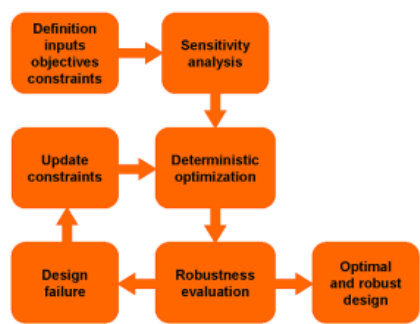 Definition
inputs
objectives
constraints
Sensitivity
analysis
Update
constraints
Deterministic
optimization
Design
failure
Robustness
evaluation
Optimal
and robust
design